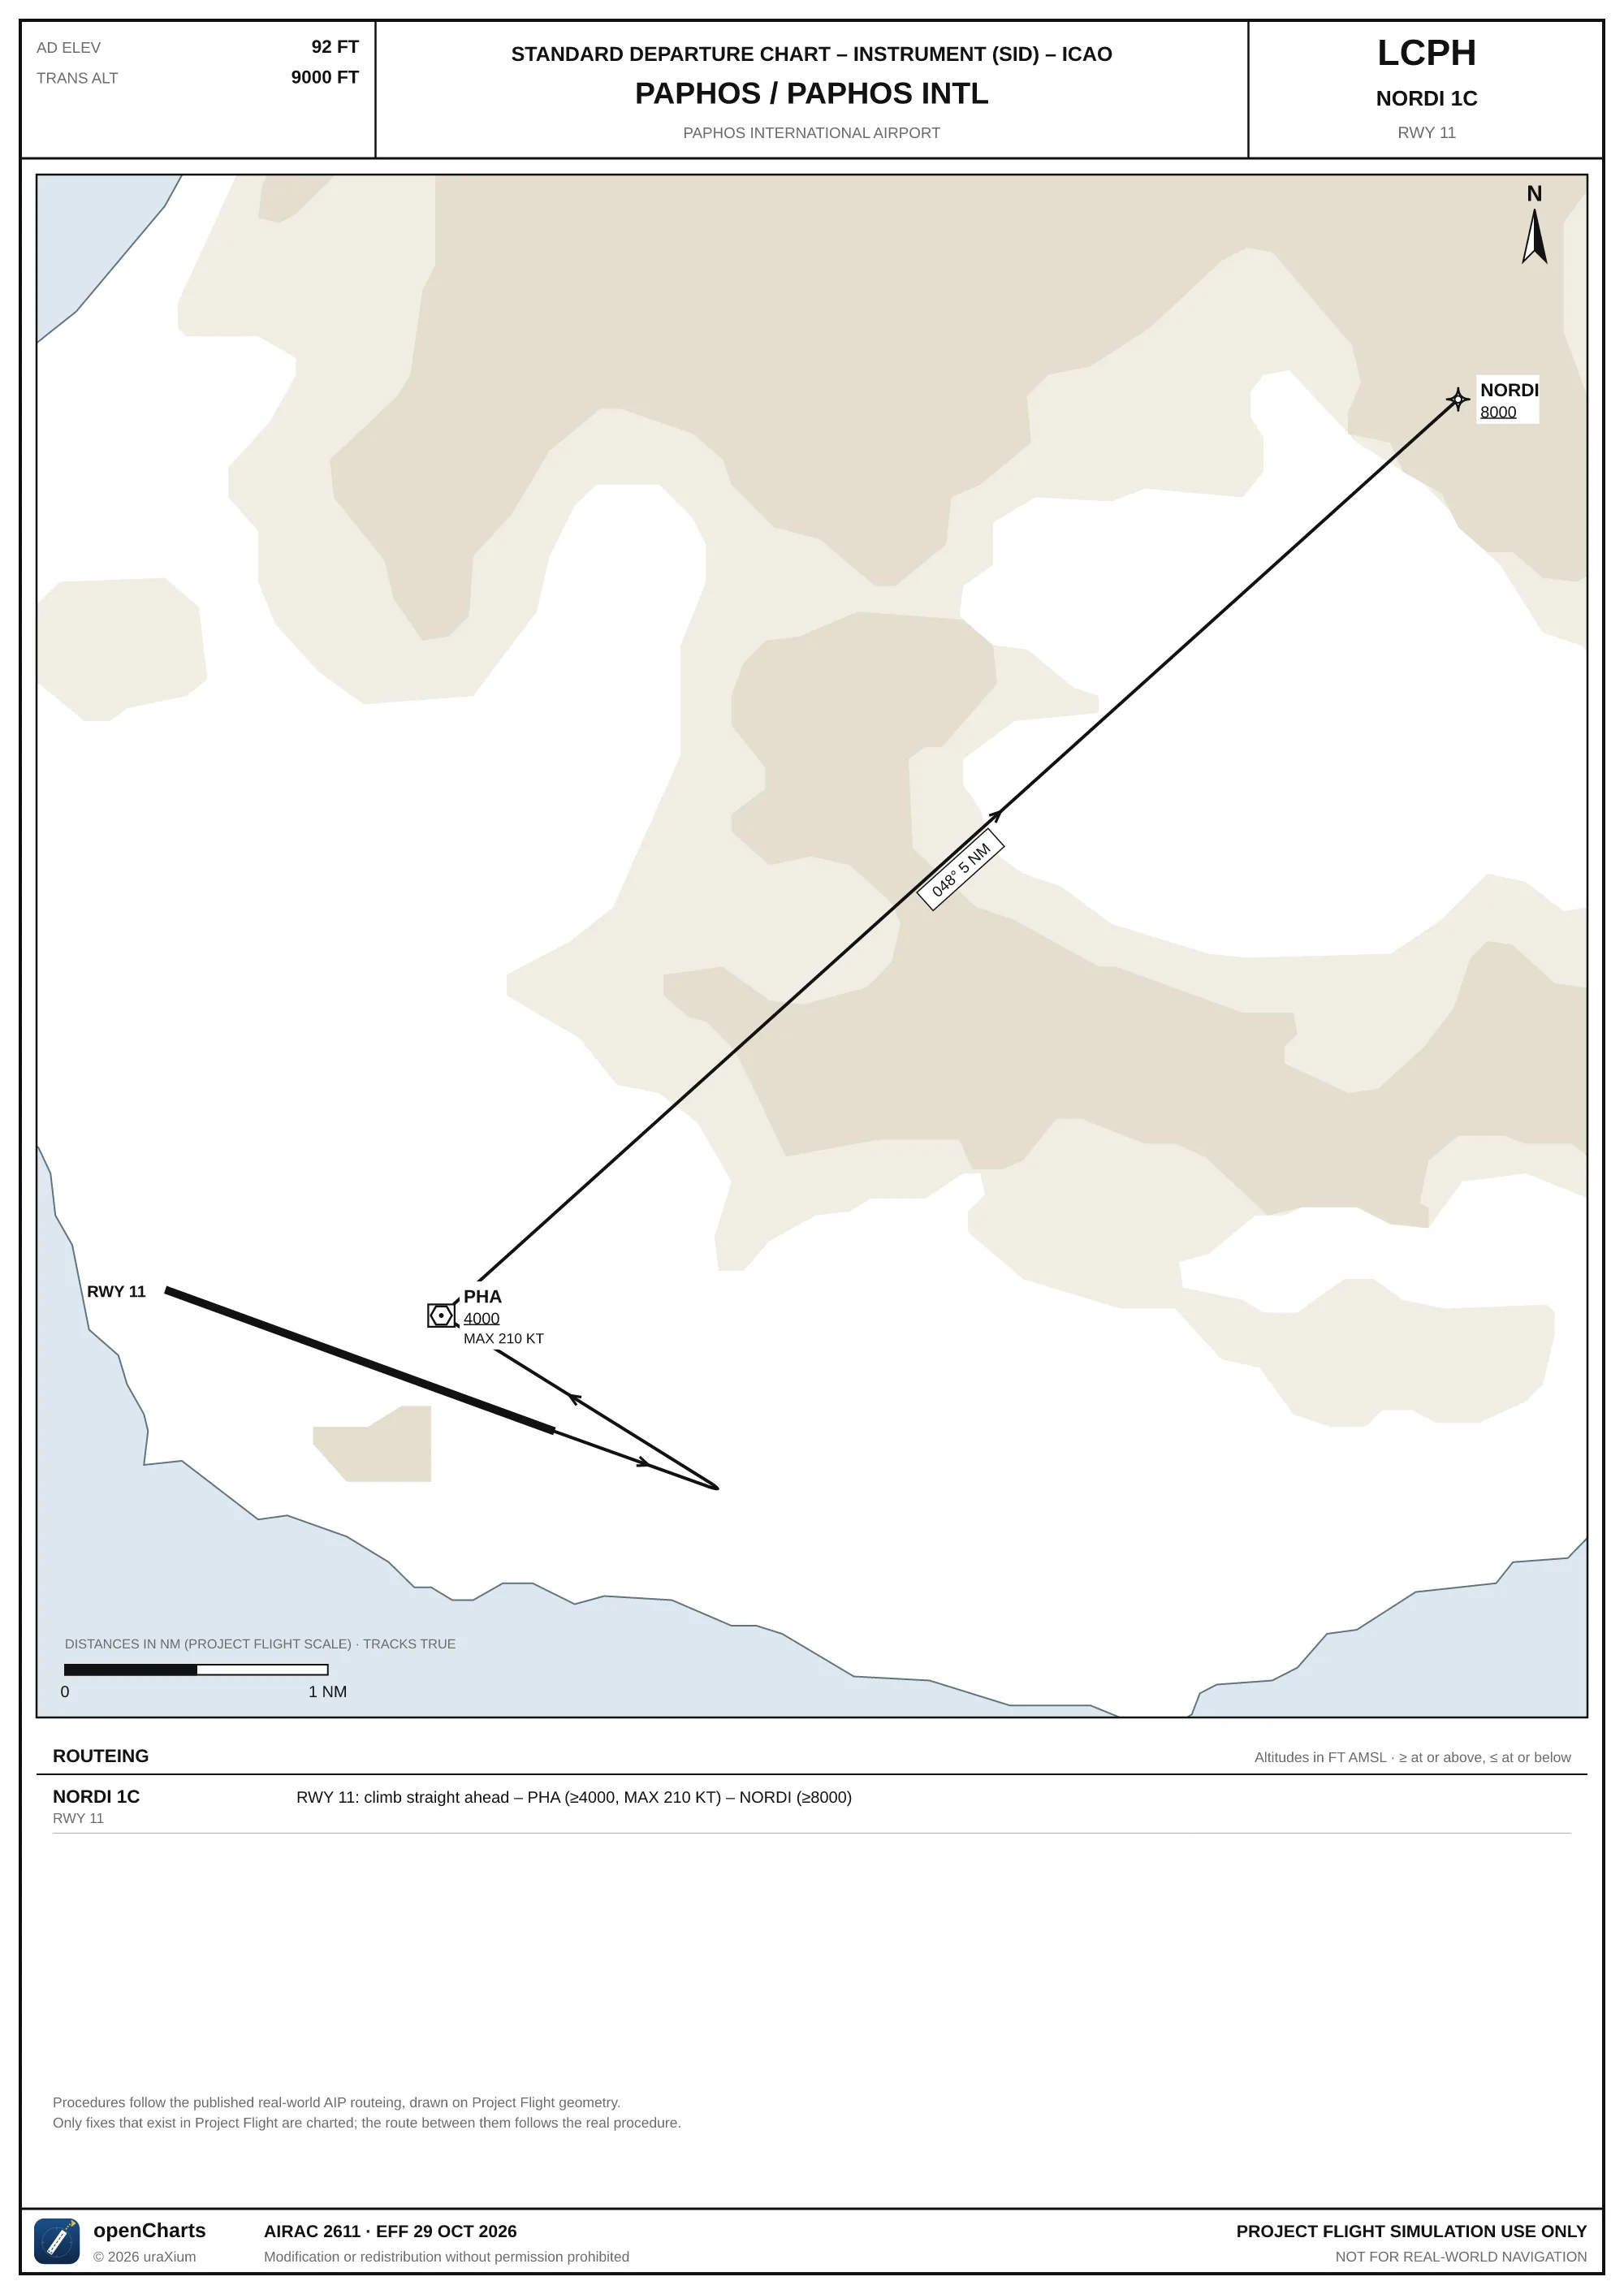 AD ELEV 92 FT
TRANS ALT 9000 FT
STANDARD DEPARTURE CHART – INSTRUMENT (SID) – ICAO
PAPHOS / PAPHOS INTL
PAPHOS INTERNATIONAL AIRPORT
LCPH
NORDI 1C
RWY 11
N
NORDI
8000
048° 5 NM
RWY 11
PHA
4000
MAX 210 KT
DISTANCES IN NM (PROJECT FLIGHT SCALE) · TRACKS TRUE
0 1 NM
ROUTEING Altitudes in FT AMSL · ≥ at or above, ≤ at or below
NORDI 1C RWY 11: climb straight ahead – PHA (≥4000, MAX 210 KT) – NORDI (≥8000)
RWY 11
Procedures follow the published real-world AIP routeing, drawn on Project Flight geometry.
Only fixes that exist in Project Flight are charted; the route between them follows the real procedure.
openCharts AIRAC 2611 · EFF 29 OCT 2026 PROJECT FLIGHT SIMULATION USE ONLY
© 2026 uraXium Modification or redistribution without permission prohibited NOT FOR REAL-WORLD NAVIGATION